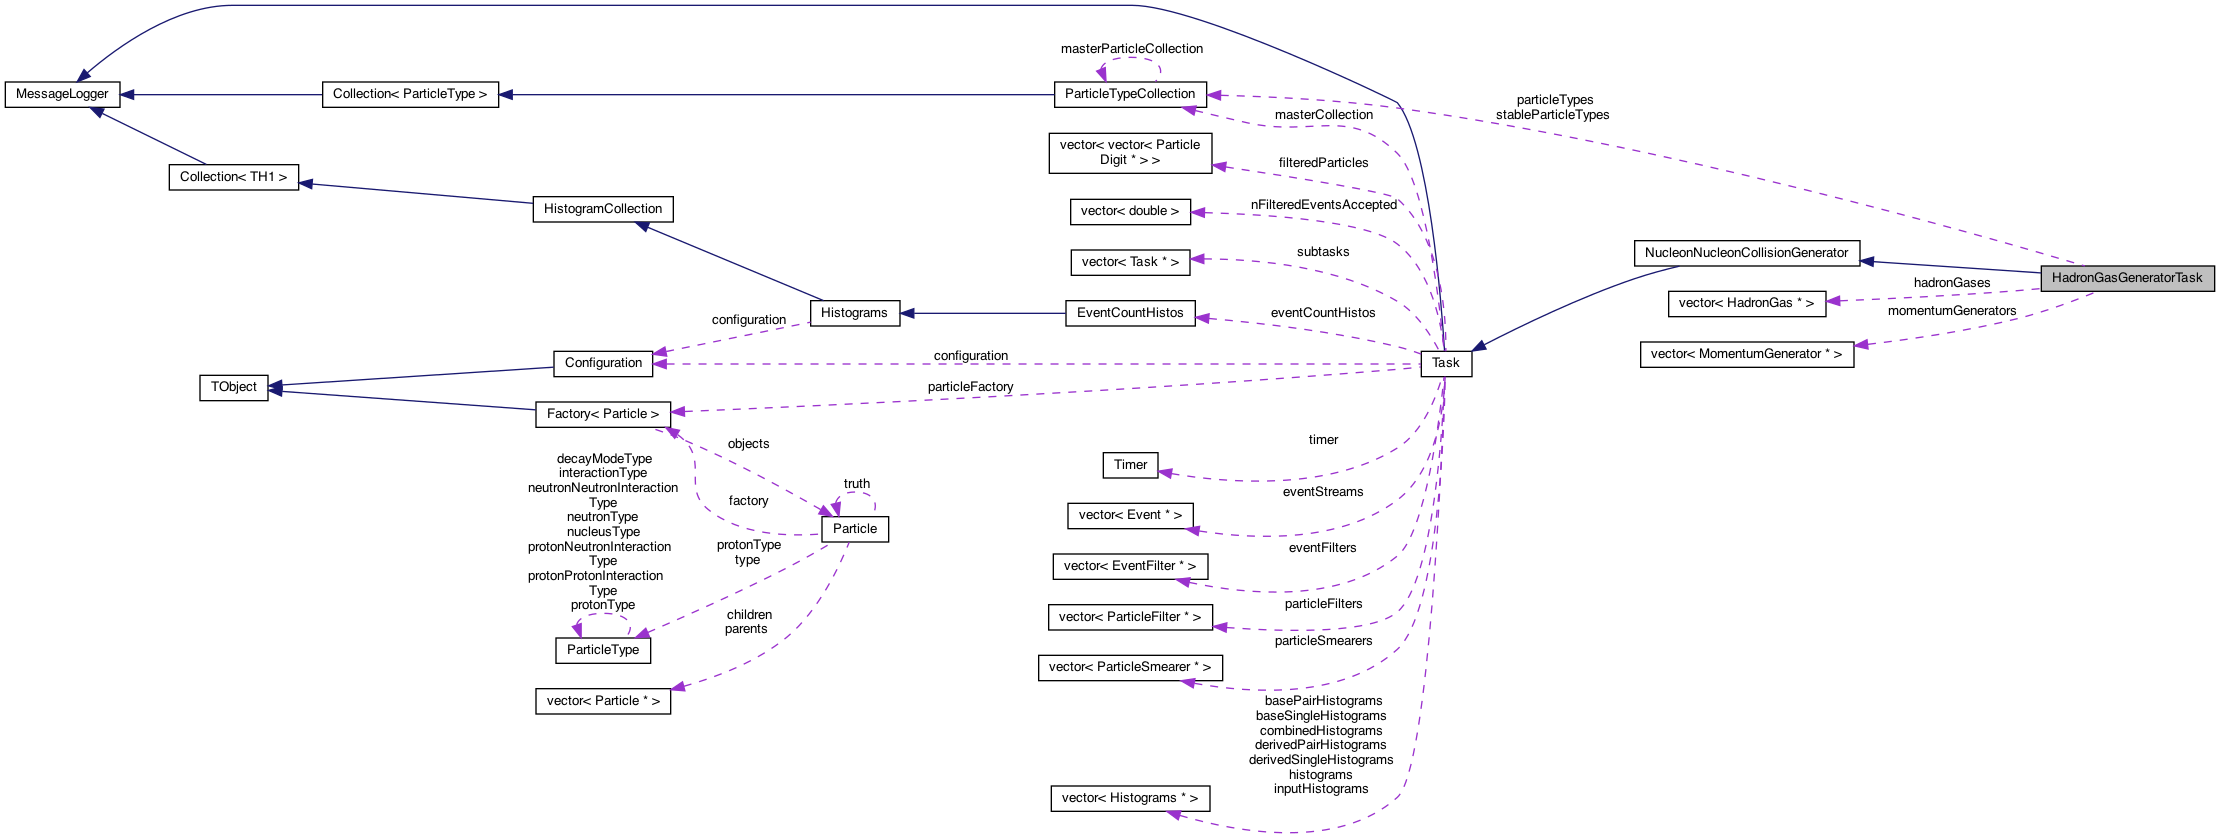 masterParticleCollection
MessageLogger
Collection< ParticleType >
ParticleTypeCollection
particleTypes
stableParticleTypes
masterCollection
vector< vector< Particle
Digit * > >
filteredParticles
Collection< TH1 >
HistogramCollection
vector< double >
nFilteredEventsAccepted
vector< Task * >
subtasks
NucleonNucleonCollisionGenerator
HadronGasGeneratorTask
hadronGases
vector< HadronGas * >
momentumGenerators
vector< MomentumGenerator * >
Histograms
EventCountHistos
eventCountHistos
configuration
Configuration
configuration
Task
TObject
particleFactory
Factory< Particle >
objects
timer
Timer
decayModeType
interactionType
neutronNeutronInteraction
Type
neutronType
nucleusType
protonNeutronInteraction
Type
protonProtonInteraction
Type
protonType
truth
factory
Particle
protonType
type
children
parents
ParticleType
vector< Particle * >
eventStreams
vector< Event * >
eventFilters
vector< EventFilter * >
particleFilters
vector< ParticleFilter * >
particleSmearers
vector< ParticleSmearer * >
basePairHistograms
baseSingleHistograms
combinedHistograms
derivedPairHistograms
derivedSingleHistograms
histograms
inputHistograms
vector< Histograms * >